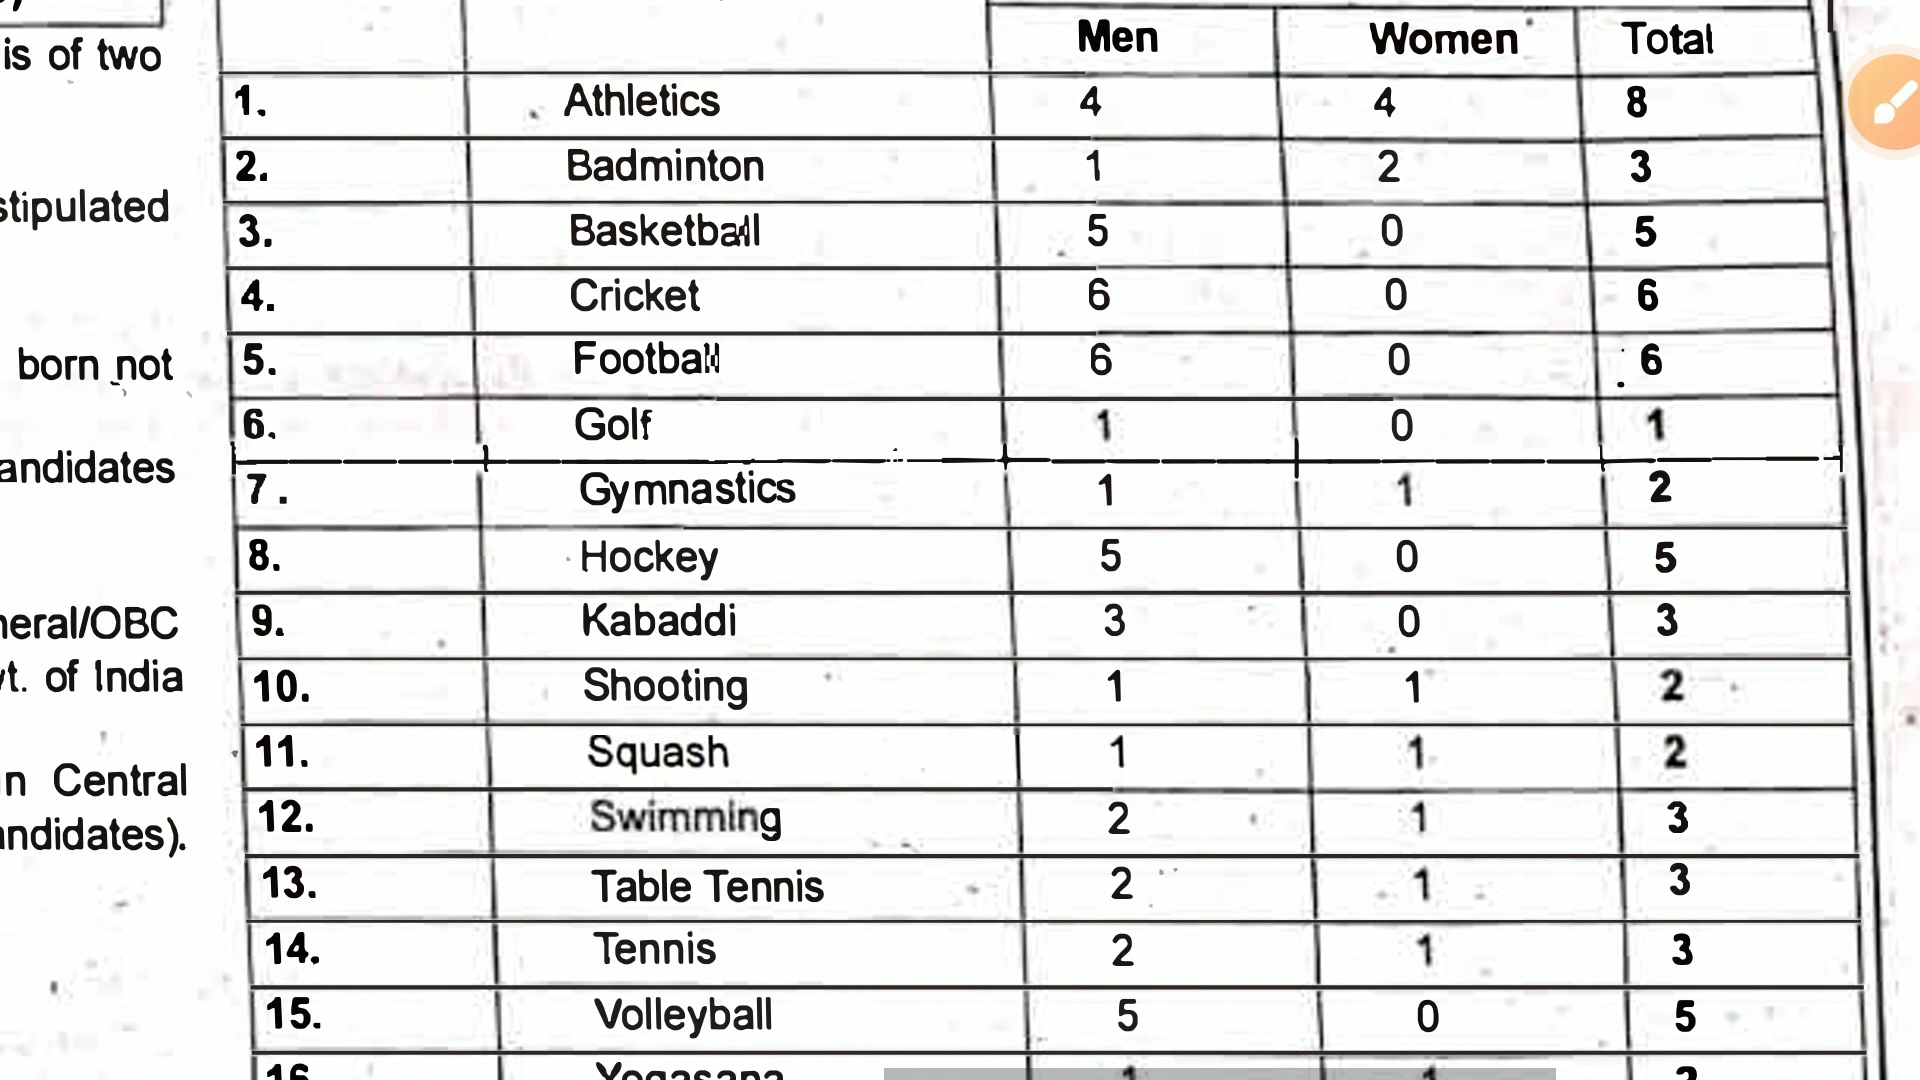 is of two
stipulated
born not
andidates
neral/OBC
vt. of India
n Central
andidates).
Men Women Total
1. Athletics 4 4 8
2. Badminton 1 2 3
3. Basketball 5 0 5
4. Cricket 6 0 6
5. Football 6 0 6
6. Golf 1 0 1
7. Gymnastics 1 1 2
8. Hockey 5 0 5
9. Kabaddi 3 0 3
10. Shooting 1 1 2
11. Squash 1 1 2
12. Swimming 2 1 3
13. Table Tennis 2 1 3
14. Tennis 2 1 3
15. Volleyball 5 0 5
16 Yogasana 1 1 2